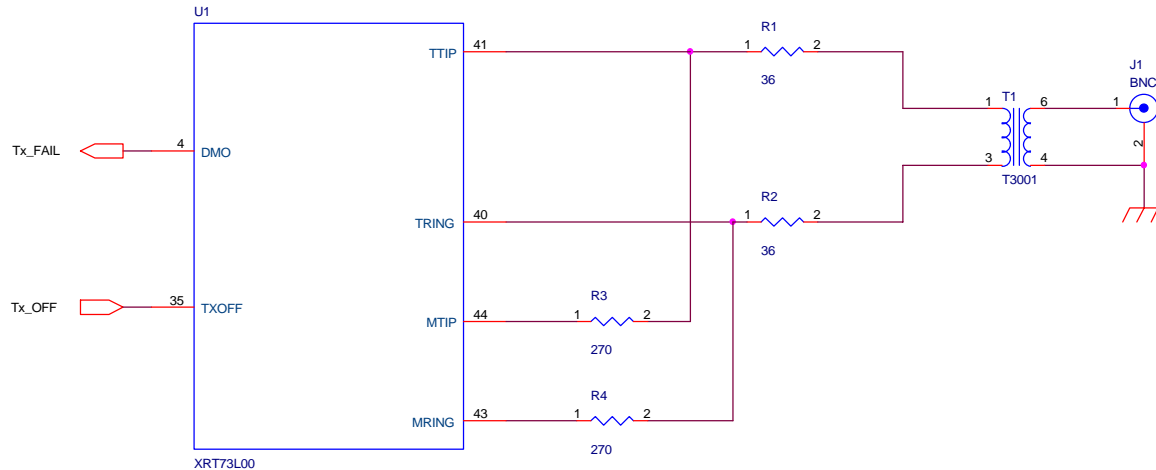 U1
R1
TTIP
41
1
2
36
J1
BNC
T1
1
6
1
2
3
4
T3001
Tx_FAIL
4
DMO
TRING
40
R2
1
2
36
Tx_OFF
35
TXOFF
R3
MTIP
44
1
2
270
R4
MRING
43
1
2
270
XRT73L00